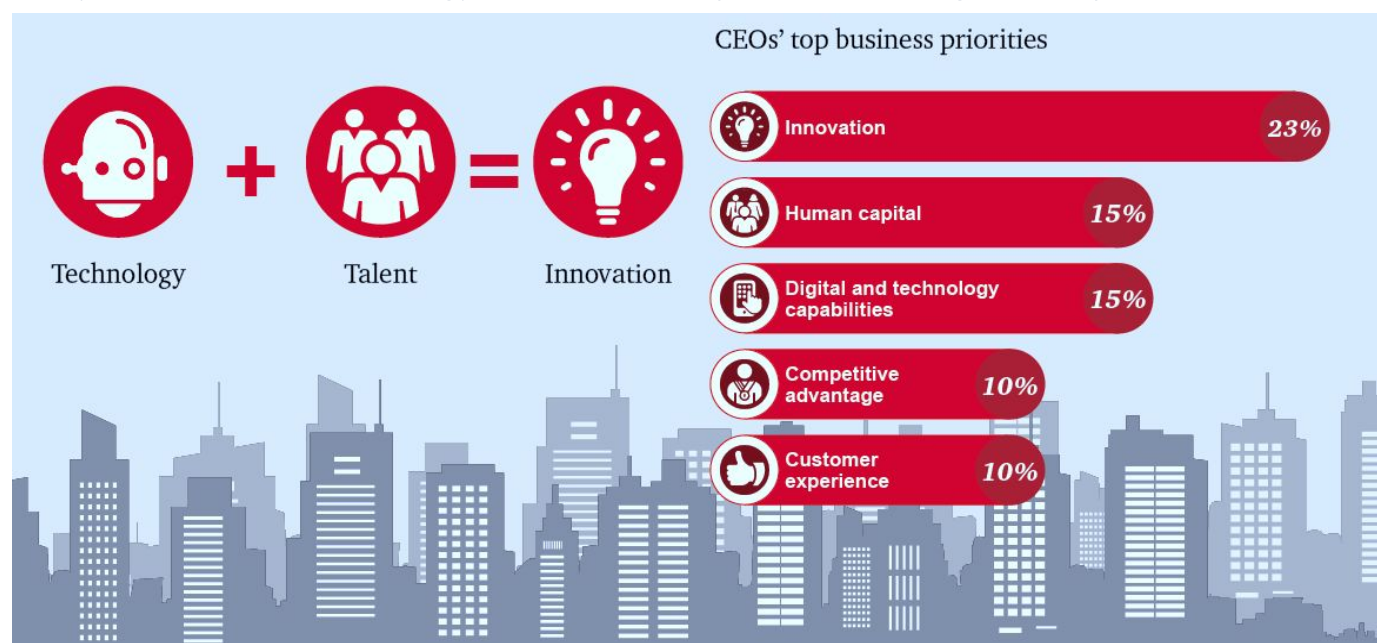 CEOs' top business priorities
Technology
+
Talent
=
Innovation
Innovation
23%
Human capital
15%
Digital and technology
capabilities
15%
Competitive
advantage
10%
Customer
experience
10%